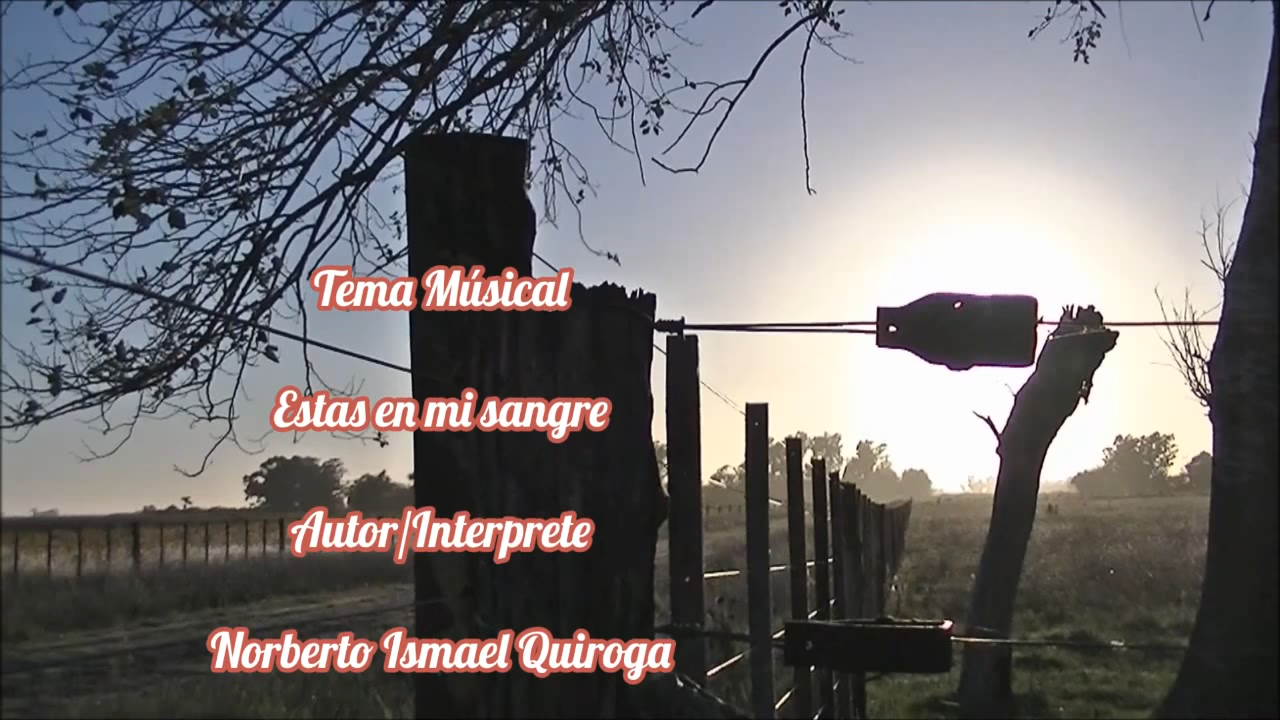 Tema Músical
Estas en mi sangre
Autor/Interprete
Norberto Ismael Quiroga